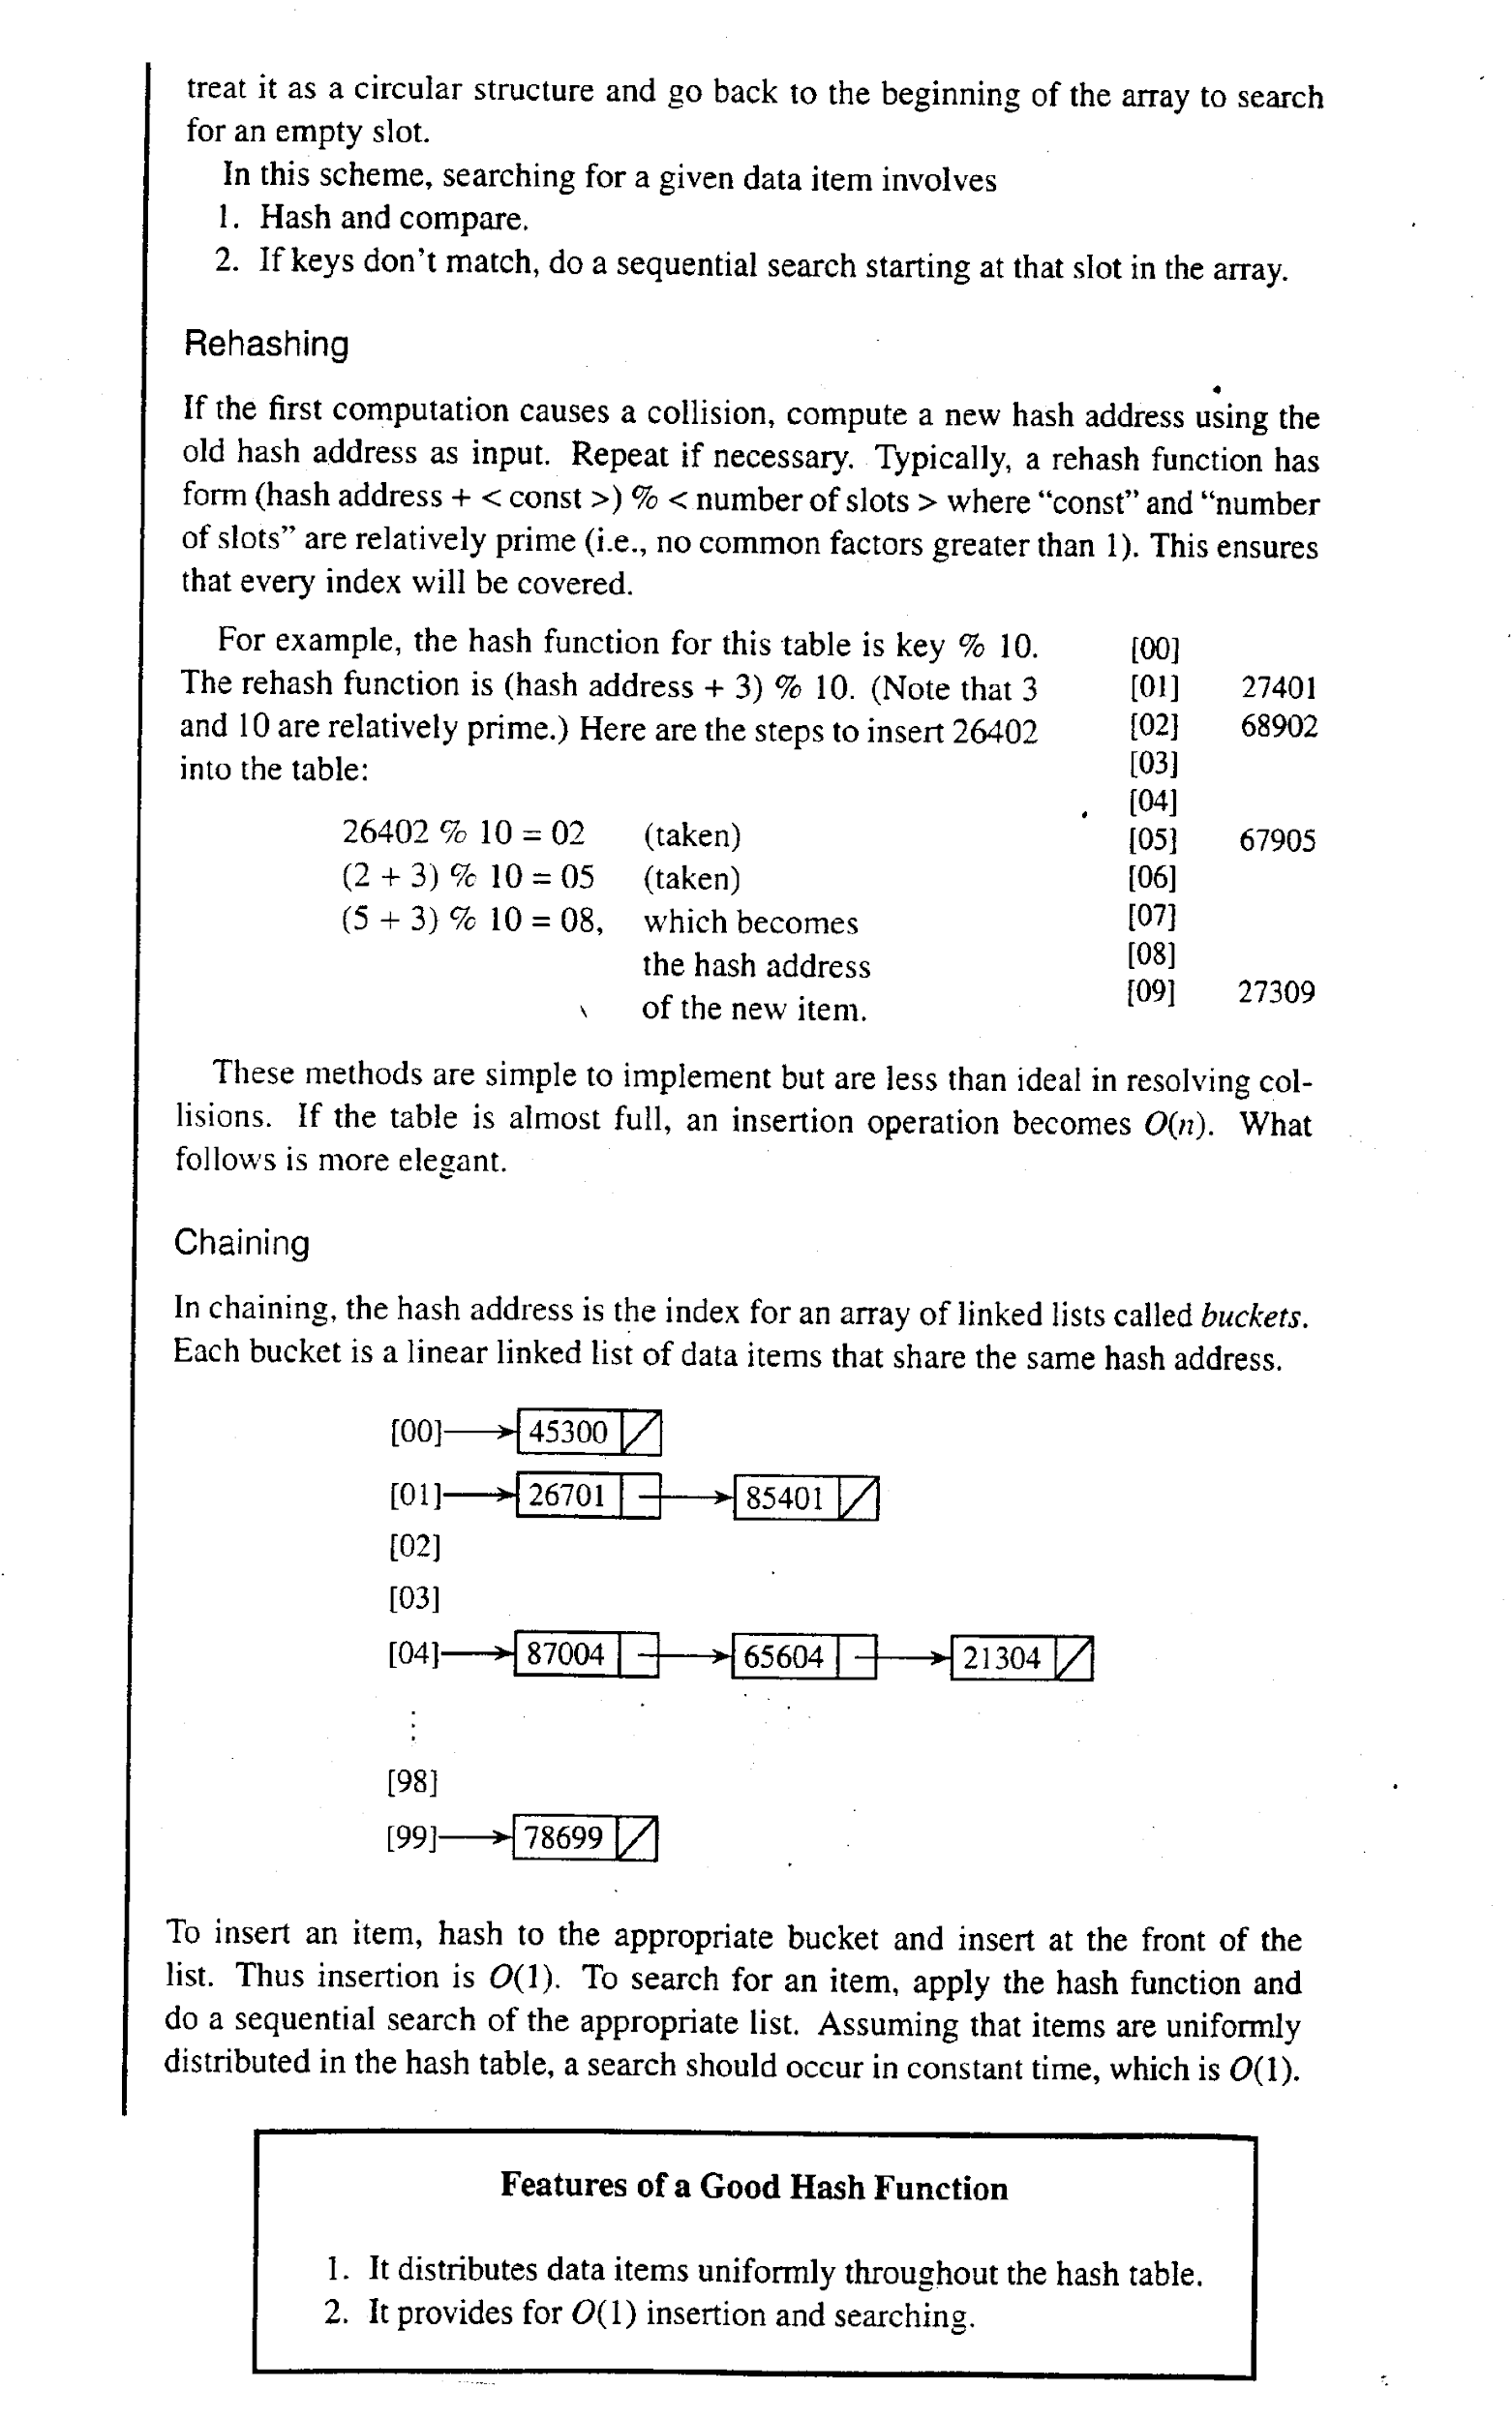 treat it as a circular structure and go back to the beginning of the array to search
for an empty slot.
In this scheme, searching for a given data item involves
1. Hash and compare.
2. If keys don't match, do a sequential search starting at that slot in the array.
Rehashing
If the first computation causes a collision, compute a new hash address using the
old hash address as input. Repeat if necessary. Typically, a rehash function has
form (hash address + < const >) % < number of slots > where “const” and “number
of slots” are relatively prime (i.e., no common factors greater than 1). This ensures
that every index will be covered.
For example, the hash function for this table is key % 10.
The rehash function is (hash address + 3) % 10. (Note that 3
and 10 are relatively prime.) Here are the steps to insert 26402
into the table:
26402 % 10 = 02 (taken)
(2 + 3) % 10 = 05 (taken)
(5 + 3) % 10 = 08, which becomes
the hash address
of the new item.
[00]
[01] 27401
[02] 68902
[03]
[04]
[05] 67905
[06]
[07]
[08]
[09] 27309
These methods are simple to implement but are less than ideal in resolving col-
lisions. If the table is almost full, an insertion operation becomes O(n). What
follows is more elegant.
Chaining
In chaining, the hash address is the index for an array of linked lists called buckets.
Each bucket is a linear linked list of data items that share the same hash address.
[00] 45300
[01] 26701 85401
[02]
[03]
[04] 87004 65604 21304
⋮
[98]
[99] 78699
To insert an item, hash to the appropriate bucket and insert at the front of the
list. Thus insertion is O(1). To search for an item, apply the hash function and
do a sequential search of the appropriate list. Assuming that items are uniformly
distributed in the hash table, a search should occur in constant time, which is O(1).
Features of a Good Hash Function
1. It distributes data items uniformly throughout the hash table.
2. It provides for O(1) insertion and searching.